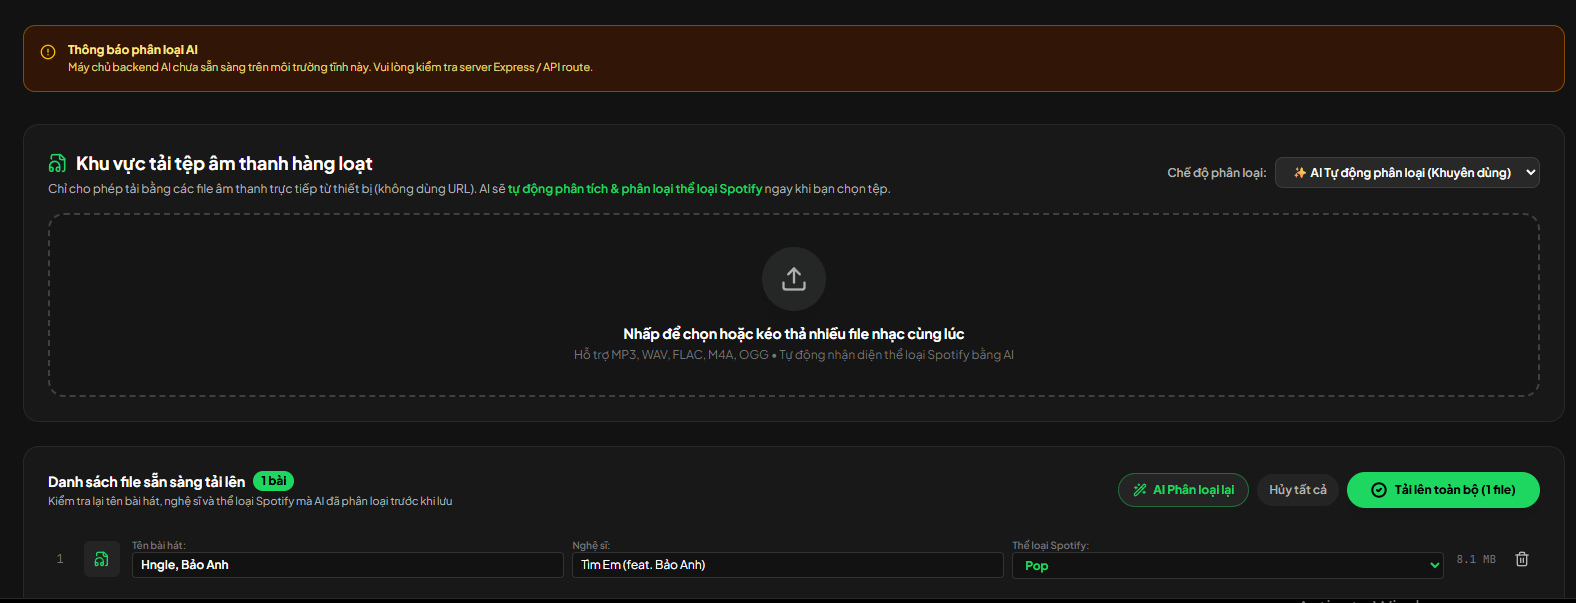 Thông báo phân loại AI
Máy chủ backend AI chưa sẵn sàng trên môi trường tĩnh này. Vui lòng kiểm tra server Express / API route.
Khu vực tải tệp âm thanh hàng loạt
Chỉ cho phép tải bằng các file âm thanh trực tiếp từ thiết bị (không dùng URL). AI sẽ tự động phân tích & phân loại thể loại Spotify ngay khi bạn chọn tệp.
Chế độ phân loại:
✨ AI Tự động phân loại (Khuyên dùng)
Nhấp để chọn hoặc kéo thả nhiều file nhạc cùng lúc
Hỗ trợ MP3, WAV, FLAC, M4A, OGG • Tự động nhận diện thể loại Spotify bằng AI
Danh sách file sẵn sàng tải lên 1 bài
Kiểm tra lại tên bài hát, nghệ sĩ và thể loại Spotify mà AI đã phân loại trước khi lưu
AI Phân loại lại
Hủy tất cả
Tải lên toàn bộ (1 file)
1
Tên bài hát:
Hngle, Bảo Anh
Nghệ sĩ:
Tìm Em (feat. Bảo Anh)
Thể loại Spotify:
Pop
8.1 MB